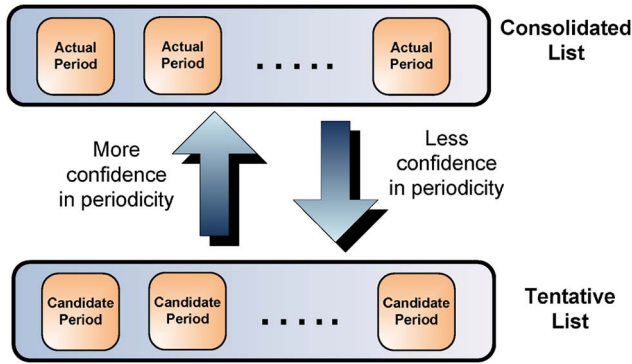 Actual
Period
Actual
Period
.....
Actual
Period
Consolidated
List
More
confidence
in periodicity
Less
confidence
in periodicity
Candidate
Period
Candidate
Period
.....
Candidate
Period
Tentative
List